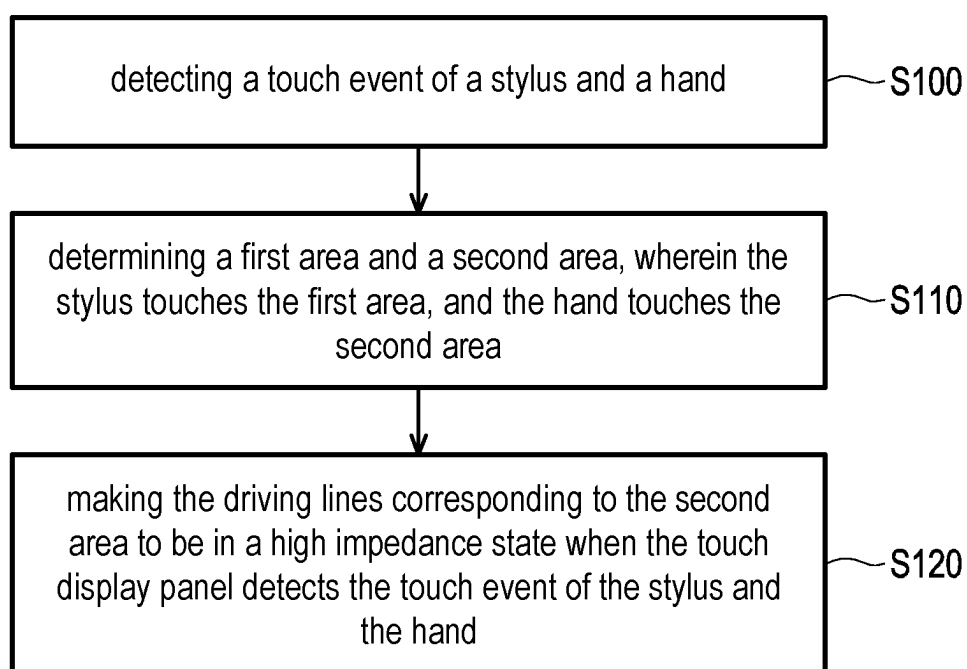 detecting a touch event of a stylus and a hand
S100
determining a first area and a second area, wherein the
stylus touches the first area, and the hand touches the
second area
S110
making the driving lines corresponding to the second
area to be in a high impedance state when the touch
display panel detects the touch event of the stylus and
the hand
S120